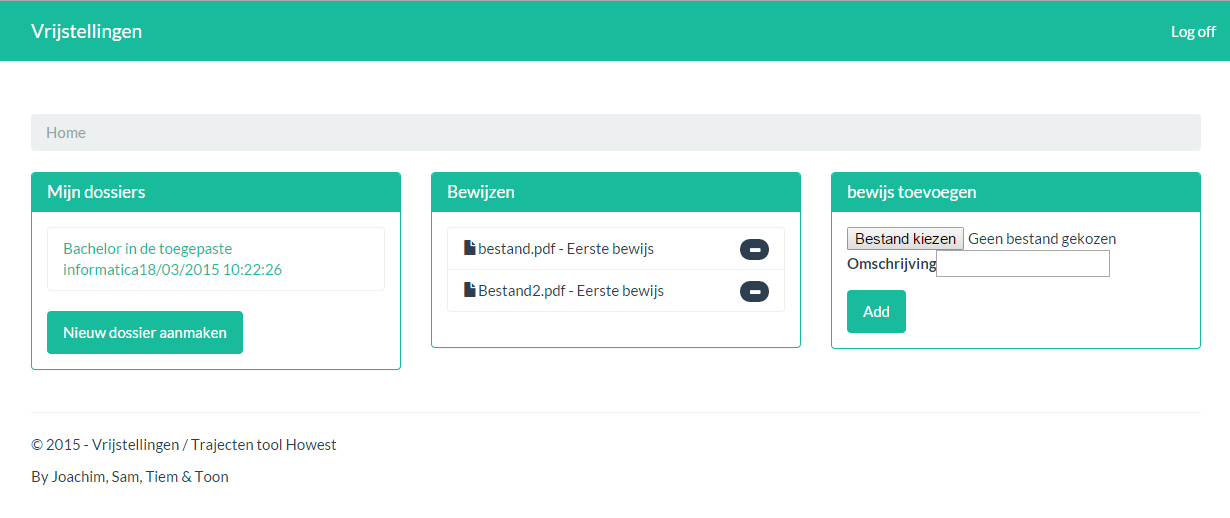 Vrijstellingen
Log off
Home
Mijn dossiers
Bachelor in de toegepaste
informatica18/03/2015 10:22:26
Nieuw dossier aanmaken
Bewijzen
bestand.pdf - Eerste bewijs
Bestand2.pdf - Eerste bewijs
bewijs toevoegen
Bestand kiezen Geen bestand gekozen
Omschrijving
Add
© 2015 - Vrijstellingen / Trajecten tool Howest
By Joachim, Sam, Tiem & Toon